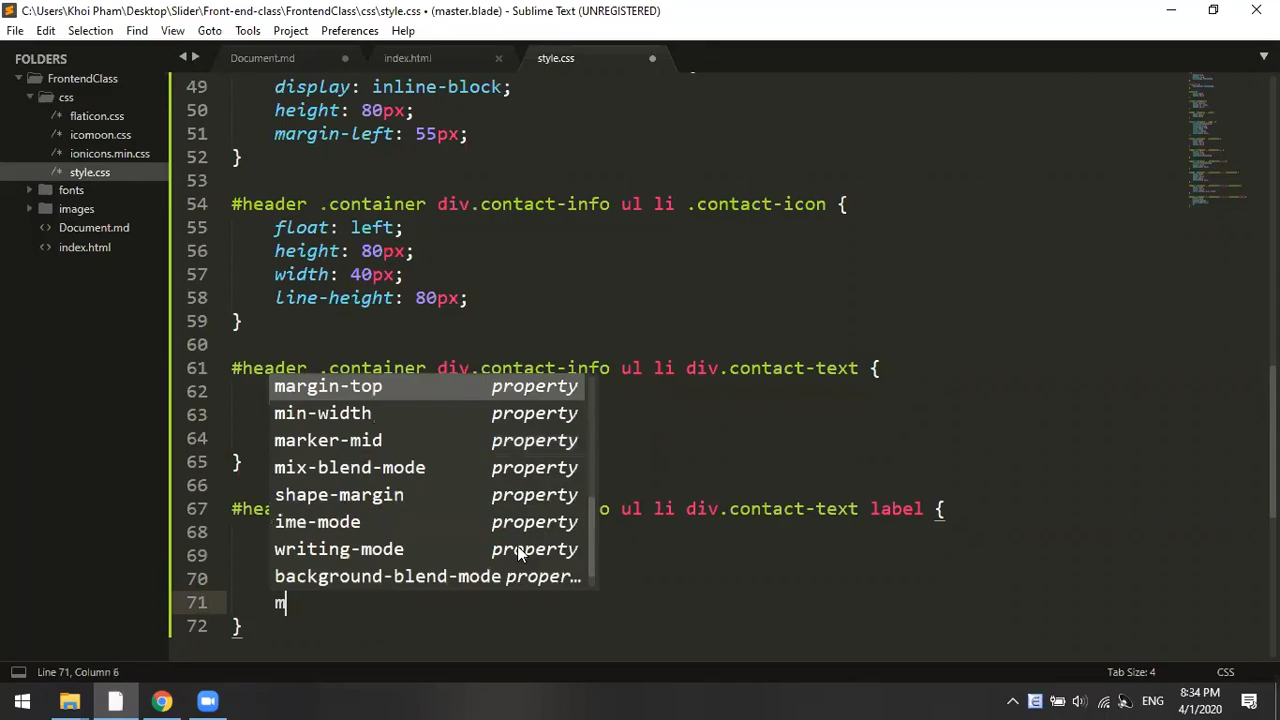 C:\Users\Khoi Pham\Desktop\Slider\Front-end-class\FrontendClass\css\style.css • (master.blade) - Sublime Text (UNREGISTERED)
File Edit Selection Find View Goto Tools Project Preferences Help
FOLDERS
FrontendClass
css
/* flaticon.css
/* icomoon.css
/* ionicons.min.css
/* style.css
fonts
images
<> Document.md
<> index.html
Document.md index.html style.css
49 display: inline-block;
50 height: 80px;
51 margin-left: 55px;
52 }
53
54 #header .container div.contact-info ul li .contact-icon {
55 float: left;
56 height: 80px;
57 width: 40px;
58 line-height: 80px;
59 }
60
61 #header .container div.contact-info ul li div.contact-text {
62
63
64
65 }
66
67 #hea o ul li div.contact-text label {
68
69
70
71 m
72 }
margin-top property
min-width property
marker-mid property
mix-blend-mode property
shape-margin property
ime-mode property
writing-mode property
background-blend-mode proper...
Line 71, Column 6 Tab Size: 4 CSS
ENG
8:34 PM
4/1/2020